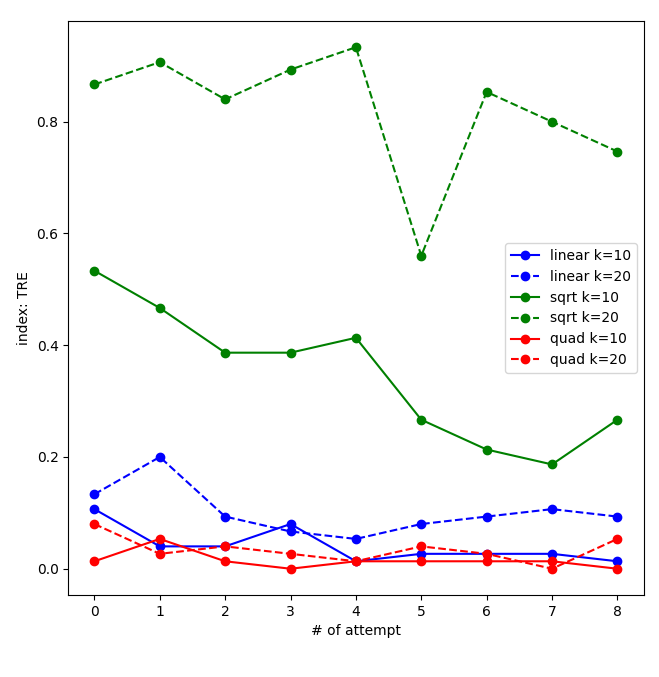 0.8
0.6
0.4
0.2
0.0
index: TRE
linear k=10
linear k=20
sqrt k=10
sqrt k=20
quad k=10
quad k=20
0 1 2 3 4 5 6 7 8
# of attempt